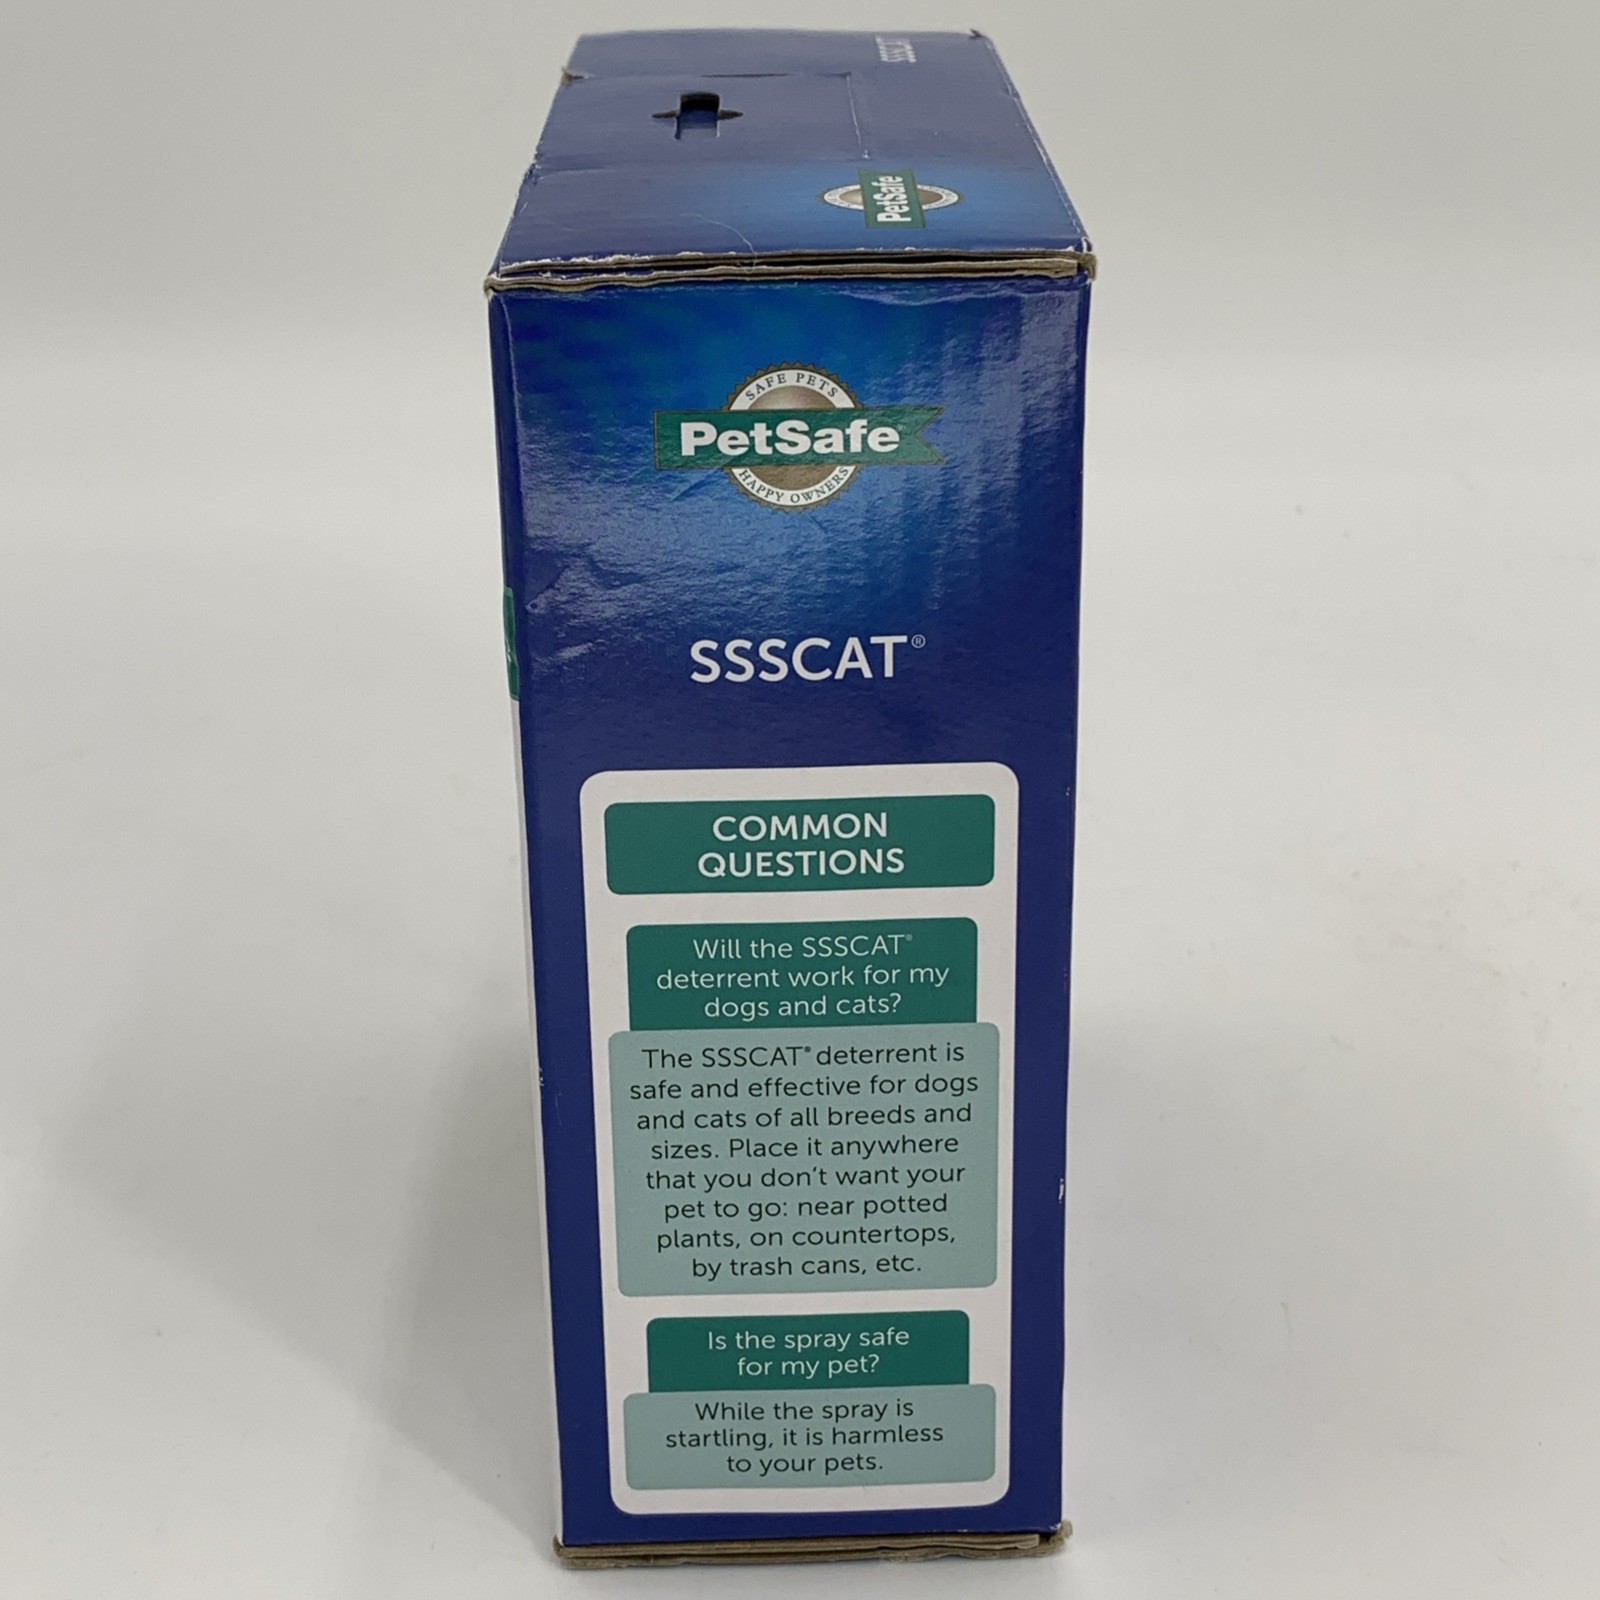 SSSCAT
PetSafe
SAFE PETS
PetSafe
HAPPY OWNERS
SSSCAT®
COMMON
QUESTIONS
Will the SSSCAT®
deterrent work for my
dogs and cats?
The SSSCAT® deterrent is
safe and effective for dogs
and cats of all breeds and
sizes. Place it anywhere
that you don't want your
pet to go: near potted
plants, on countertops,
by trash cans, etc.
Is the spray safe
for my pet?
While the spray is
startling, it is harmless
to your pets.